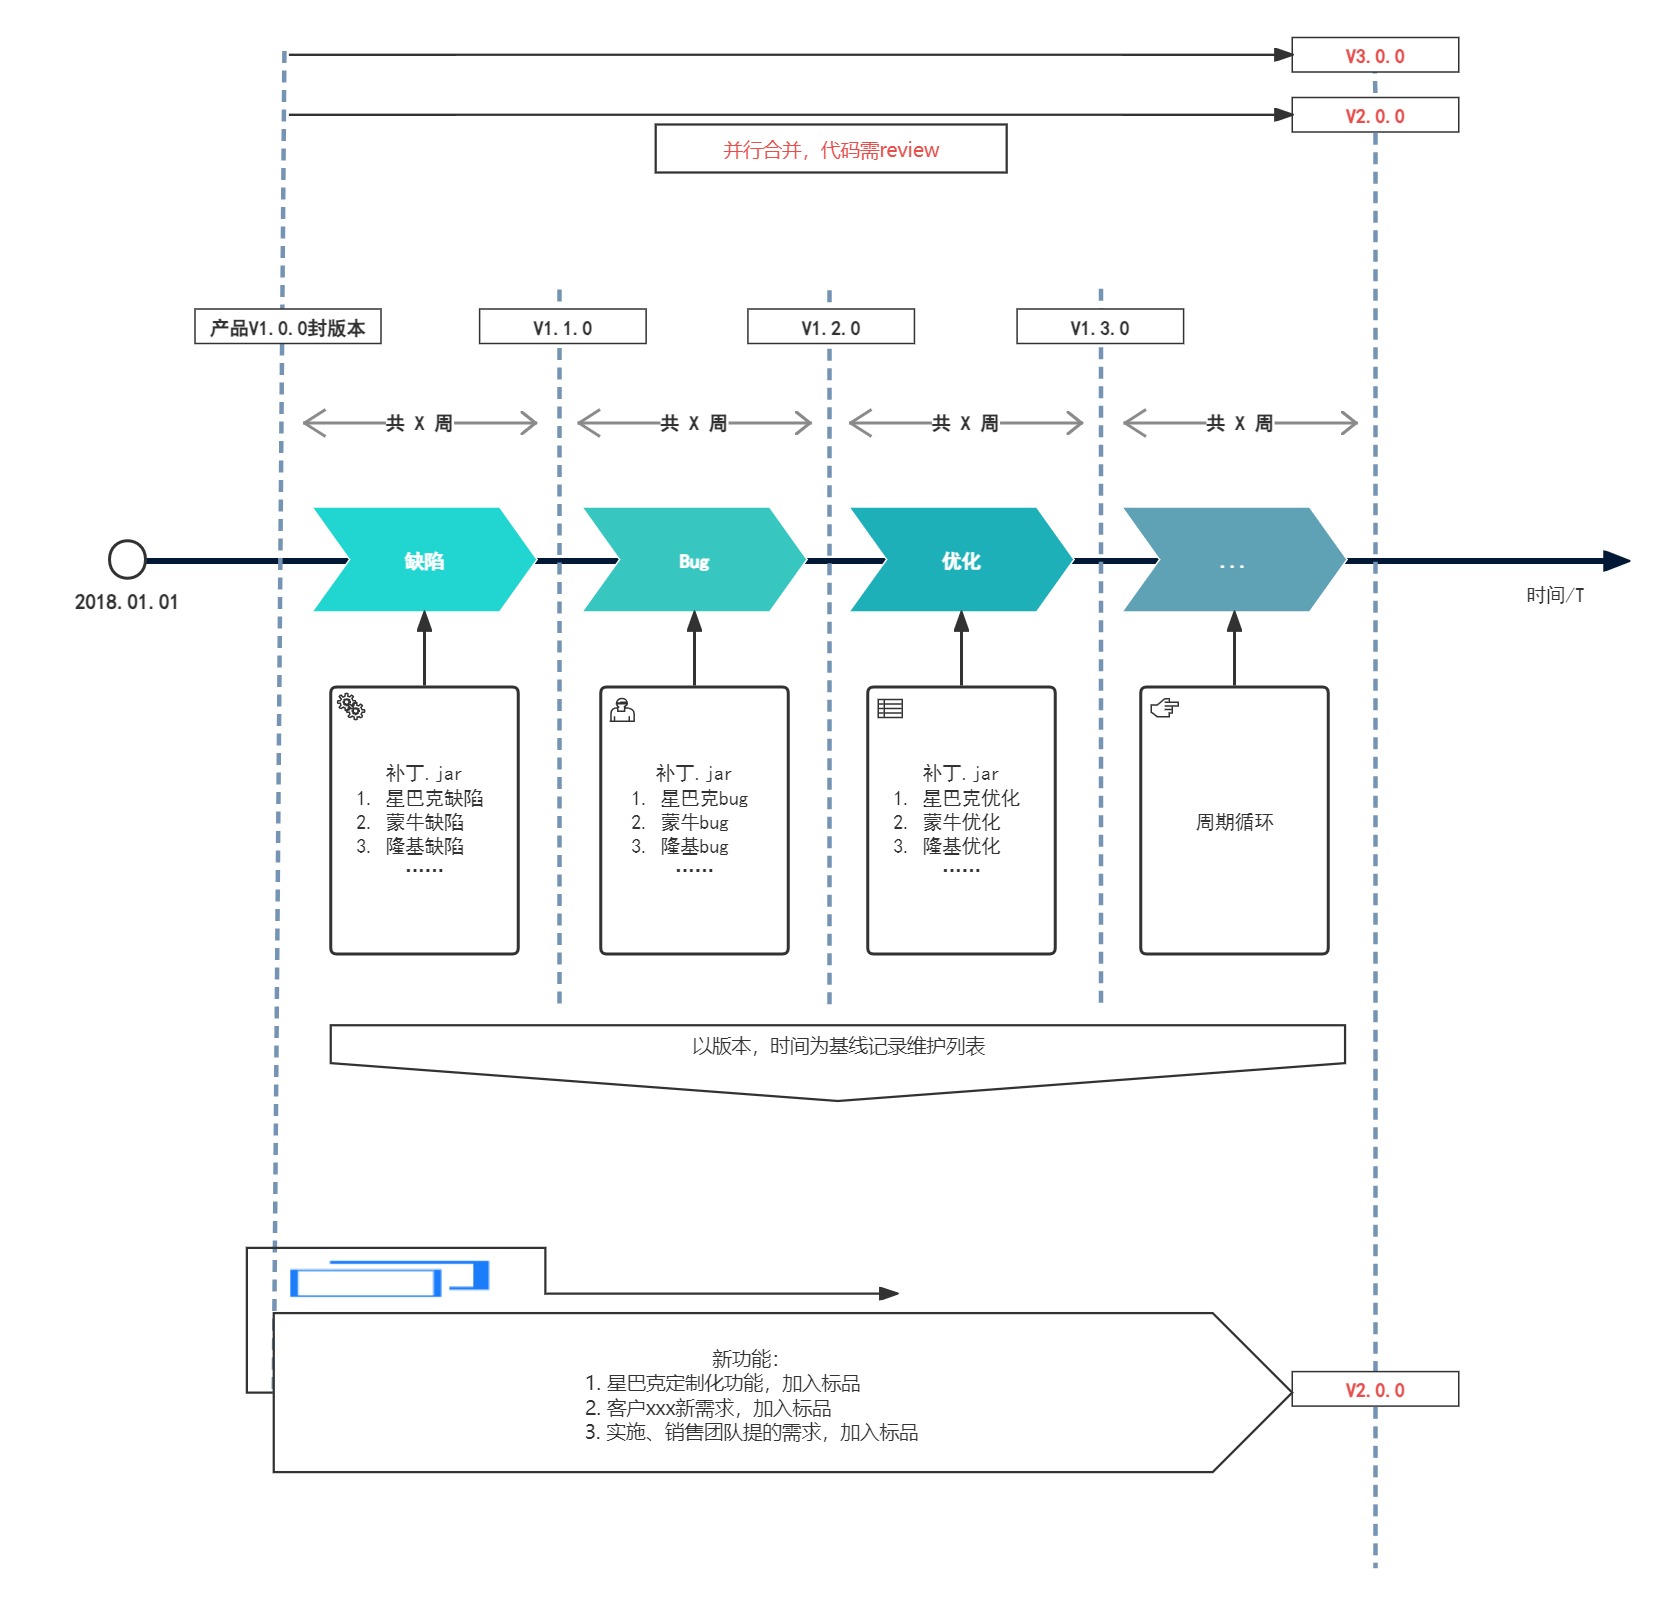 V3.0.0
V2.0.0
并行合并，代码需review
产品V1.0.0封版本
V1.1.0
V1.2.0
V1.3.0
共 X 周
共 X 周
共 X 周
共 X 周
缺陷
Bug
优化
...
2018.01.01
时间/T
补丁.jar
1. 星巴克缺陷
2. 蒙牛缺陷
3. 隆基缺陷
······
补丁.jar
1. 星巴克bug
2. 蒙牛bug
3. 隆基bug
······
补丁.jar
1. 星巴克优化
2. 蒙牛优化
3. 隆基优化
······
周期循环
以版本，时间为基线记录维护列表
新功能：
1. 星巴克定制化功能，加入标品
2. 客户xxx新需求，加入标品
3. 实施、销售团队提的需求，加入标品
V2.0.0